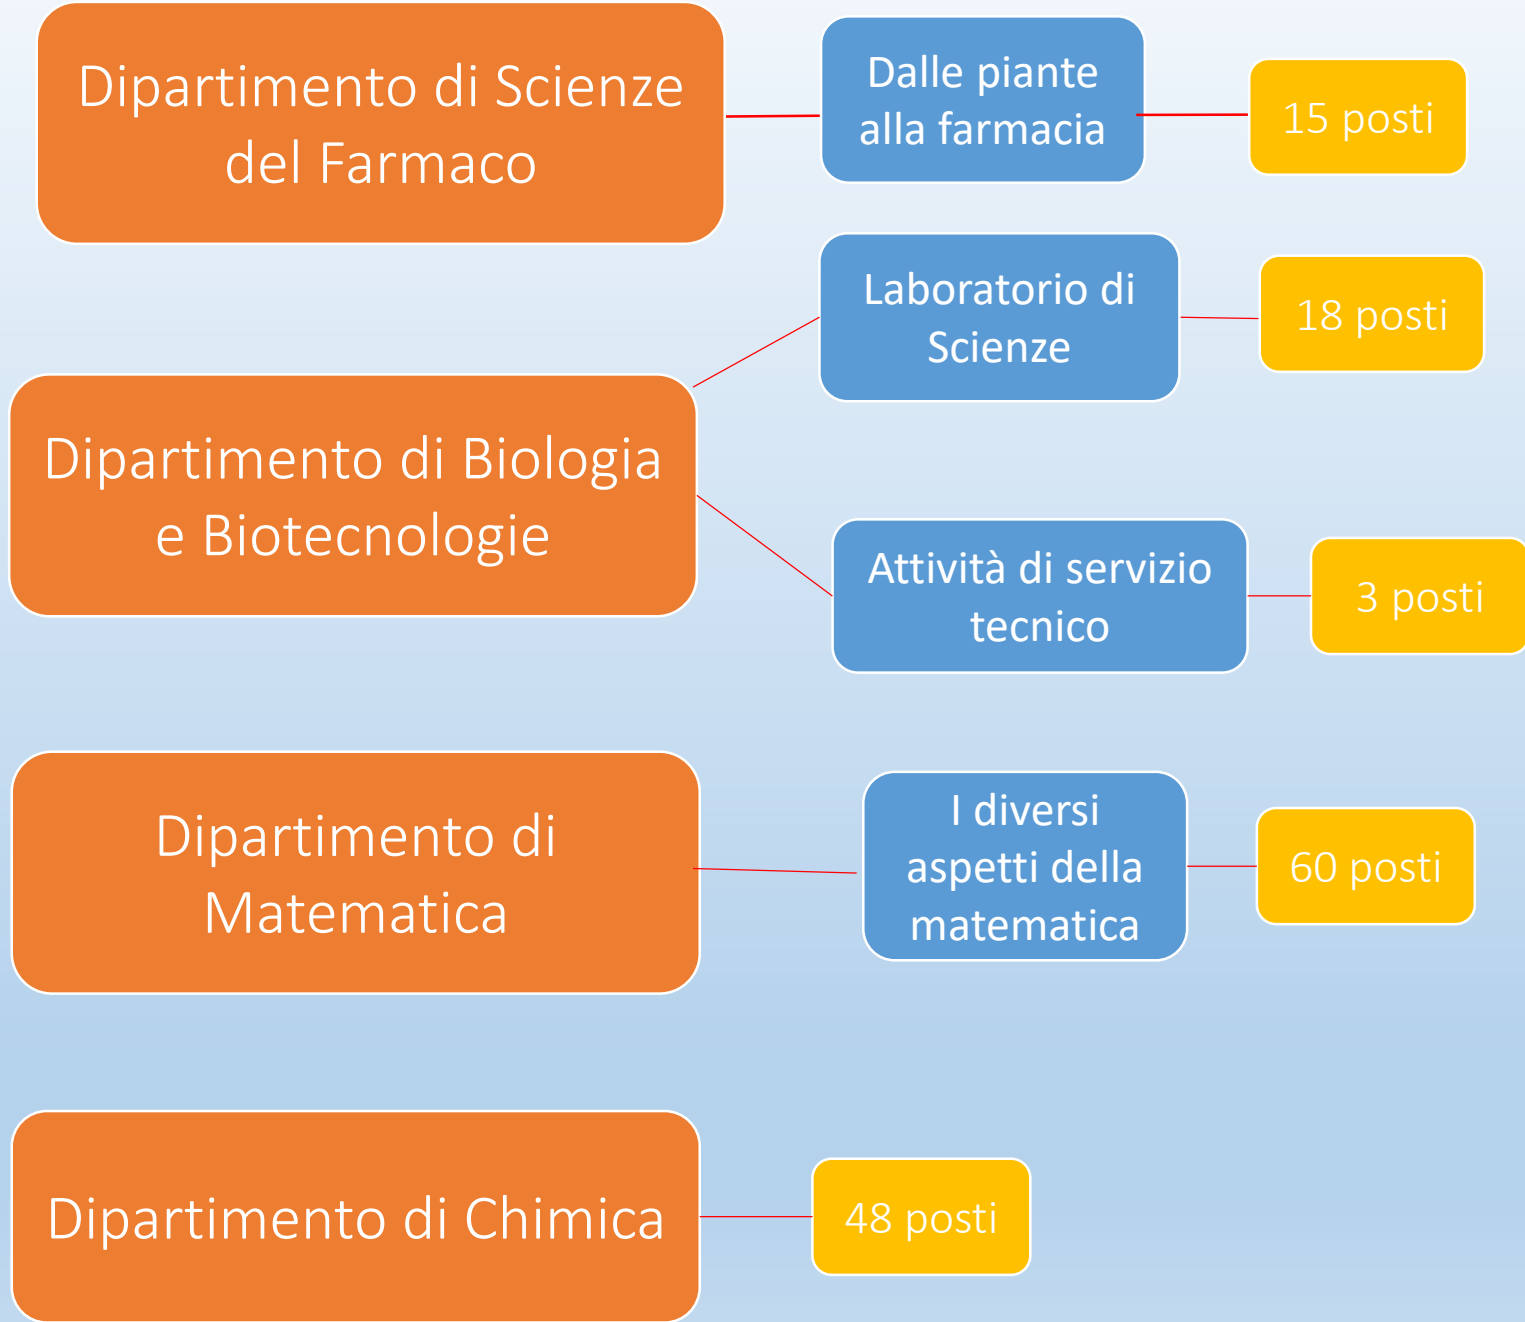 Dipartimento di Scienze
del Farmaco
Dalle piante
alla farmacia
15 posti
Dipartimento di Biologia
e Biotecnologie
Laboratorio di
Scienze
18 posti
Attività di servizio
tecnico
3 posti
Dipartimento di
Matematica
I diversi
aspetti della
matematica
60 posti
Dipartimento di Chimica
48 posti